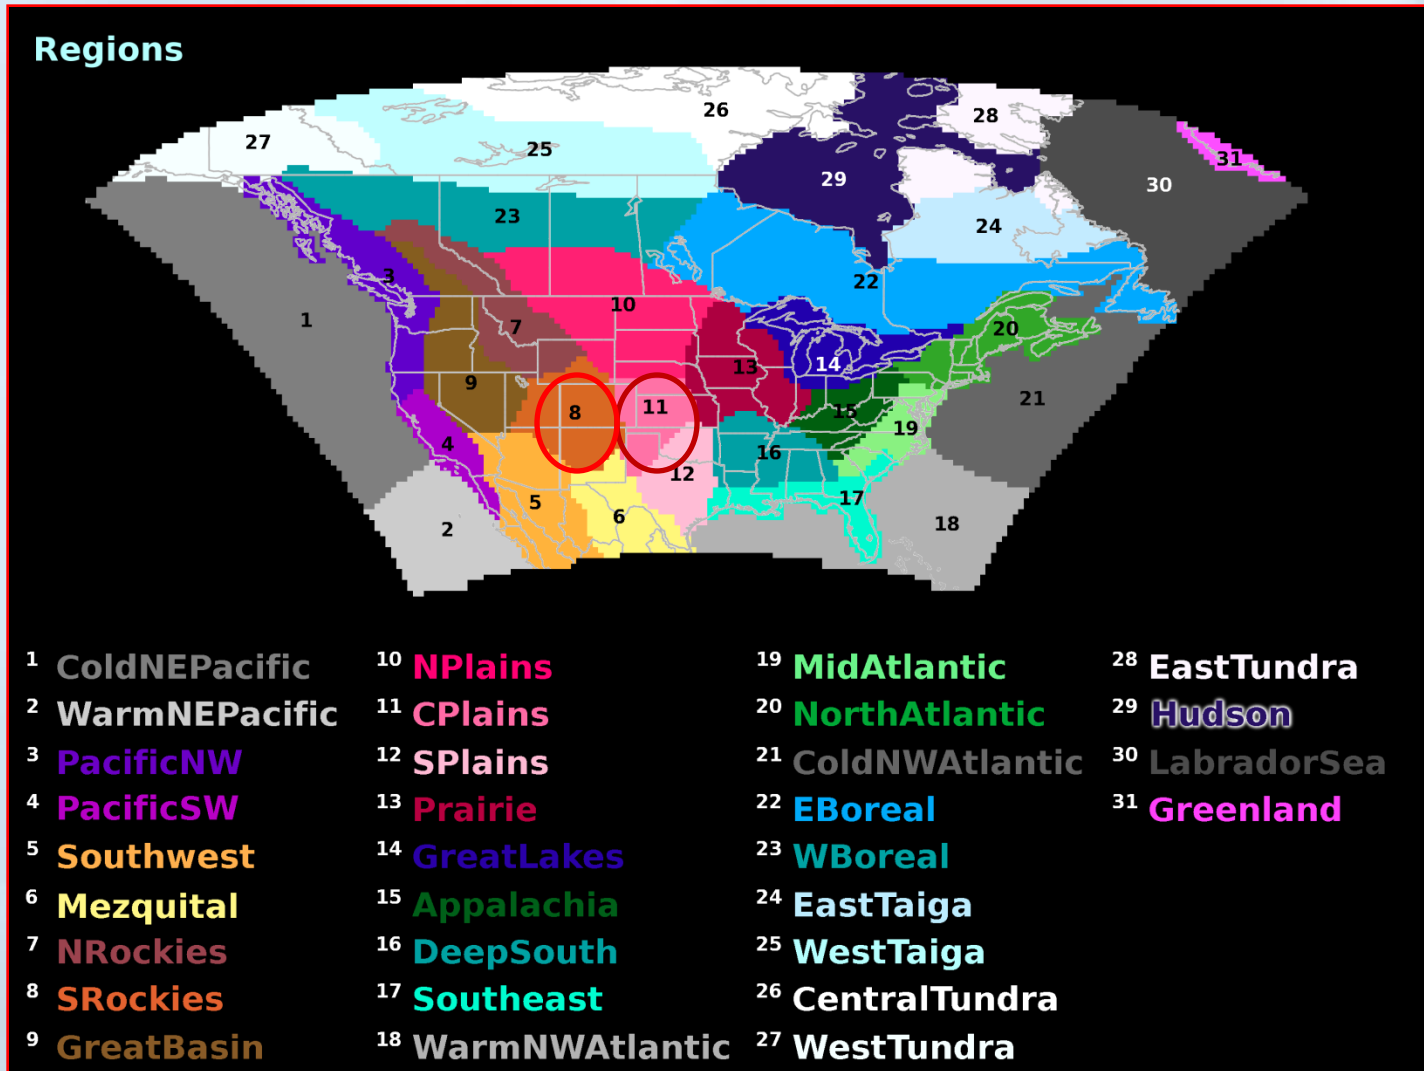 Regions
26
28
27
25
31
29
30
23
24
3
22
1
10
7
20
13
14
9
21
8
11
15
4
19
16
12
5
17
6
18
2
1 ColdNEPacific
2 WarmNEPacific
3 PacificNW
4 PacificSW
5 Southwest
6 Mezquital
7 NRockies
8 SRockies
9 GreatBasin
10 NPlains
11 CPlains
12 SPlains
13 Prairie
14 GreatLakes
15 Appalachia
16 DeepSouth
17 Southeast
18 WarmNWAtlantic
19 MidAtlantic
20 NorthAtlantic
21 ColdNWAtlantic
22 EBoreal
23 WBoreal
24 EastTaiga
25 WestTaiga
26 CentralTundra
27 WestTundra
28 EastTundra
29 Hudson
30 LabradorSea
31 Greenland